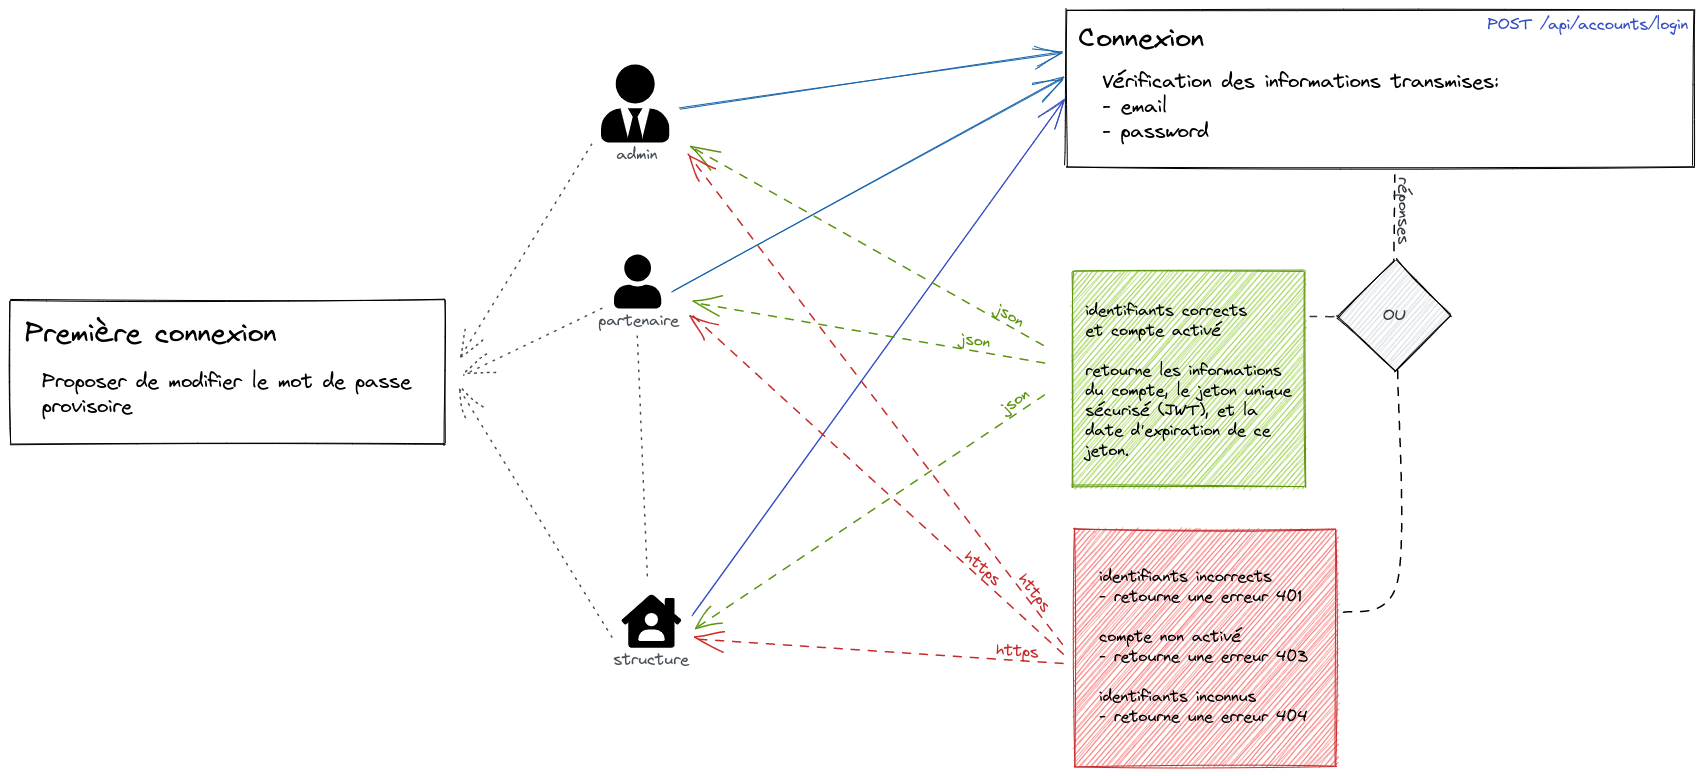 POST /api/accounts/login
Connexion
Vérification des informations transmises:
- email
- password
admin
réponses
partenaire
json
json
json
OU
identifiants corrects
et compte activé
retourne les informations
du compte, le jeton unique
sécurisé (JWT), et la
date d'expiration de ce
jeton.
Première connexion
Proposer de modifier le mot de passe
provisoire
https
https
https
structure
identifiants incorrects
- retourne une erreur 401
compte non activé
- retourne une erreur 403
identifiants inconnus
- retourne une erreur 404